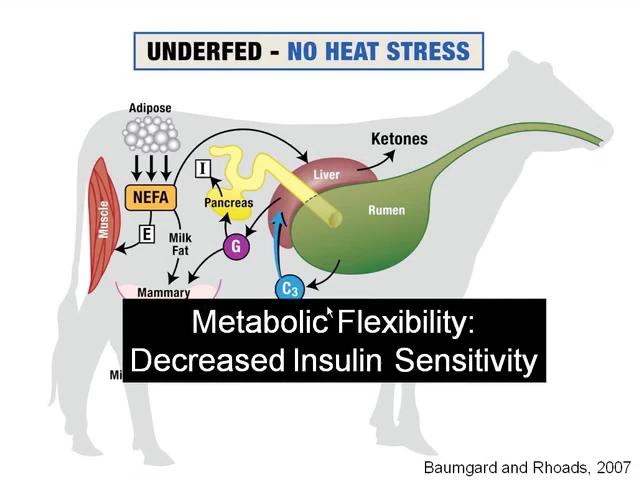 UNDERFED - NO HEAT STRESS
Adipose
Ketones
I
Liver
NEFA
Pancreas
Rumen
Muscle
E
Milk
Fat
G
C3
Mammary
Metabolic Flexibility:
Decreased Insulin Sensitivity
Baumgard and Rhoads, 2007